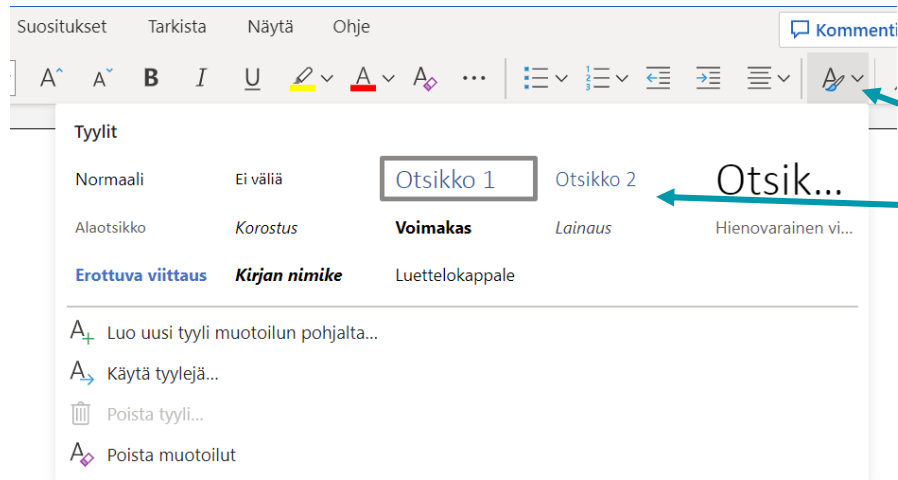 Suositukset Tarkista Näytä Ohje Kommenti
A A B I U A A ...
Tyylit
Normaali Ei väliä Otsikko 1 Otsikko 2 Otsik...
Alaotsikko Korostus Voimakas Lainaus Hienovarainen vi...
Erottuva viittaus Kirjan nimike Luettelokappale
Luo uusi tyyli muotoilun pohjalta...
Käytä tyylejä...
Poista tyyli...
Poista muotoilut